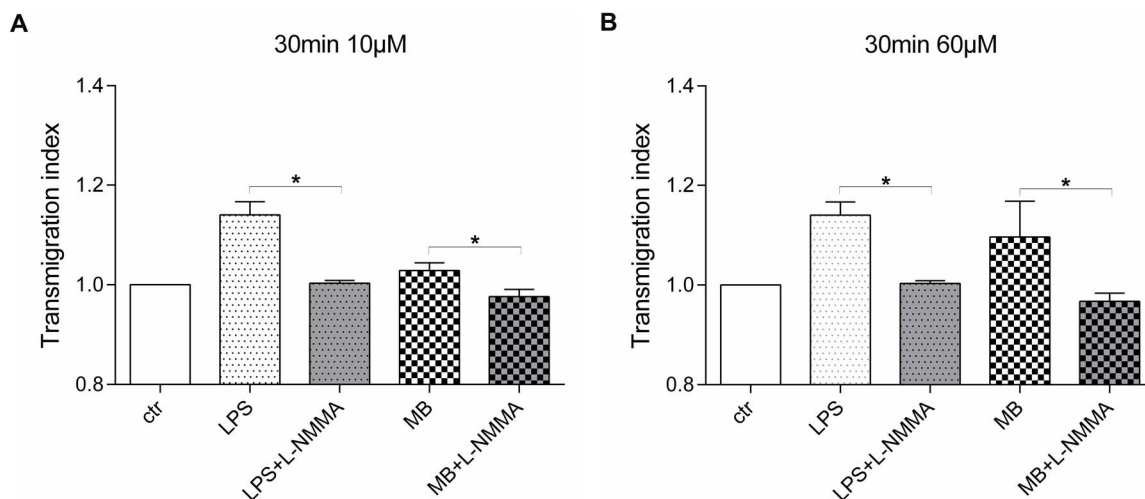 A
30min 10µM
Transmigration index
1.4
1.2
1.0
0.8
*
*
ctr
LPS
LPS+L-NMMA
MB
MB+L-NMMA
B
30min 60µM
Transmigration index
1.4
1.2
1.0
0.8
*
*
ctr
LPS
LPS+L-NMMA
MB
MB+L-NMMA